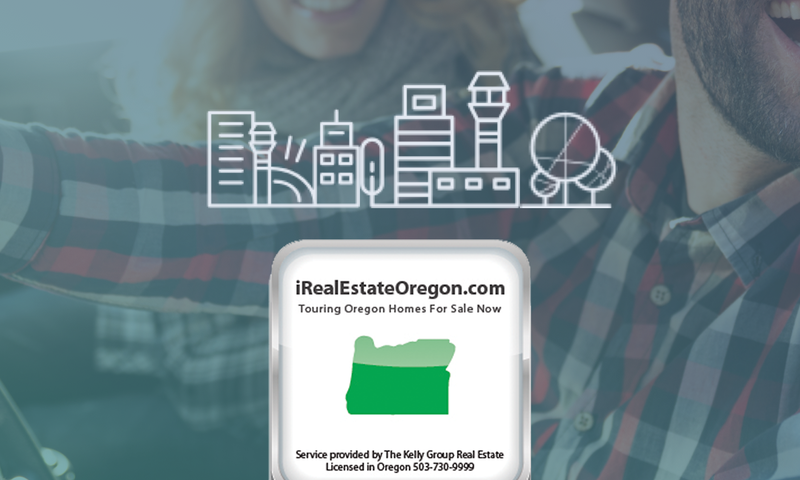 iRealEstateOregon.com
Touring Oregon Homes For Sale Now
Service provided by The Kelly Group Real Estate
Licensed in Oregon 503-730-9999